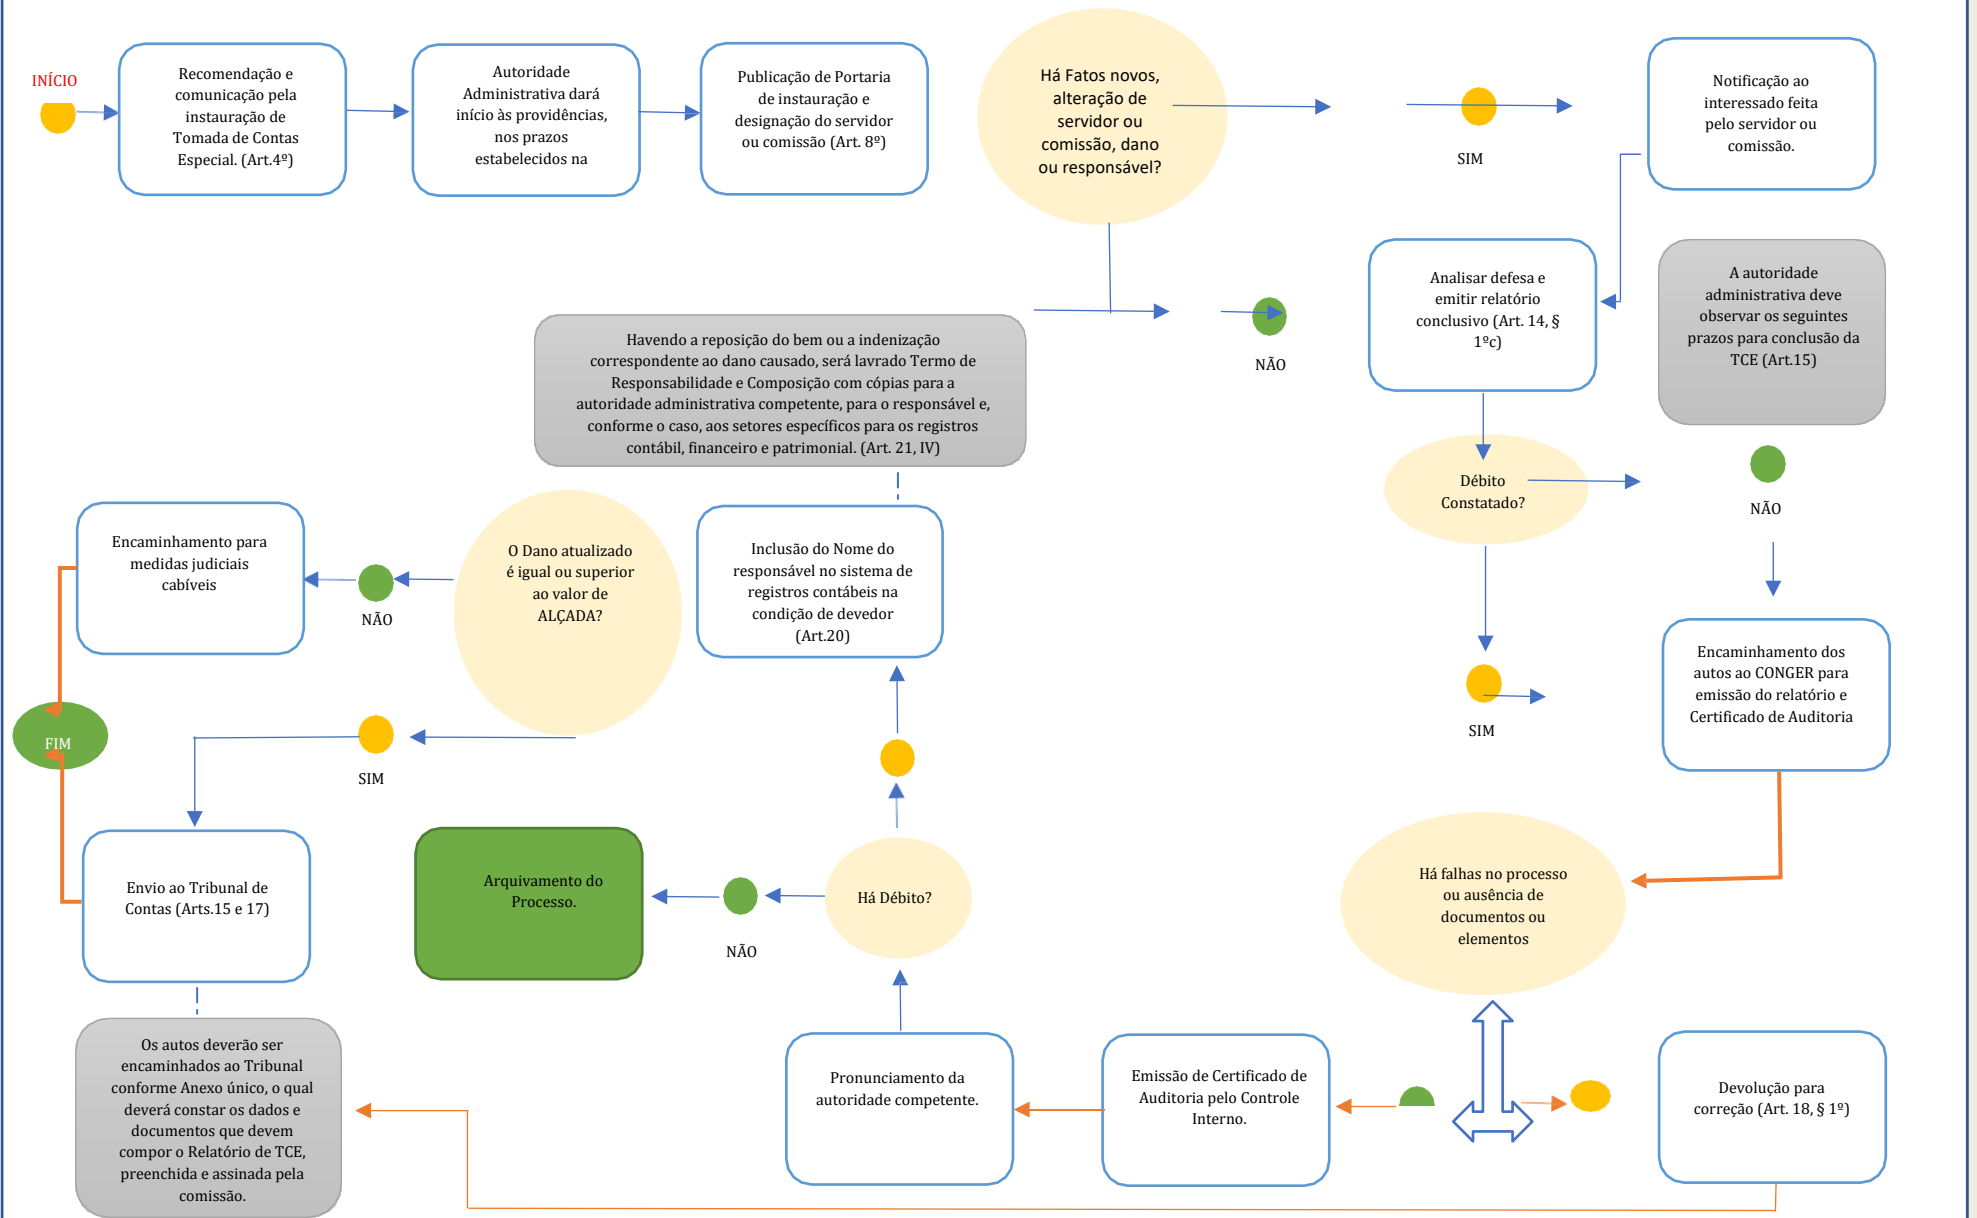 INÍCIO
Recomendação e
comunicação pela
instauração de
Tomada de Contas
Especial. (Art.4º)
Autoridade
Administrativa dará
início às providências,
nos prazos
estabelecidos na
Publicação de Portaria
de instauração e
designação do servidor
ou comissão (Art. 8º)
Há Fatos novos,
alteração de
servidor ou
comissão, dano
ou responsável?
SIM
Notificação ao
interessado feita
pelo servidor ou
comissão.
NÃO
Analisar defesa e
emitir relatório
conclusivo (Art. 14, §
1ºc)
A autoridade
administrativa deve
observar os seguintes
prazos para conclusão da
TCE (Art.15)
Havendo a reposição do bem ou a indenização
correspondente ao dano causado, será lavrado Termo de
Responsabilidade e Composição com cópias para a
autoridade administrativa competente, para o responsável e,
conforme o caso, aos setores específicos para os registros
contábil, financeiro e patrimonial. (Art. 21, IV)
Débito
Constatado?
NÃO
SIM
Encaminhamento dos
autos ao CONGER para
emissão do relatório e
Certificado de Auditoria
Encaminhamento para
medidas judiciais
cabíveis
NÃO
O Dano atualizado
é igual ou superior
ao valor de
ALÇADA?
Inclusão do Nome do
responsável no sistema de
registros contábeis na
condição de devedor
(Art.20)
FIM
SIM
Envio ao Tribunal de
Contas (Arts.15 e 17)
Arquivamento do
Processo.
NÃO
Há Débito?
Há falhas no processo
ou ausência de
documentos ou
elementos
Os autos deverão ser
encaminhados ao Tribunal
conforme Anexo único, o qual
deverá constar os dados e
documentos que devem
compor o Relatório de TCE,
preenchida e assinada pela
comissão.
Pronunciamento da
autoridade competente.
Emissão de Certificado de
Auditoria pelo Controle
Interno.
Devolução para
correção (Art. 18, § 1º)